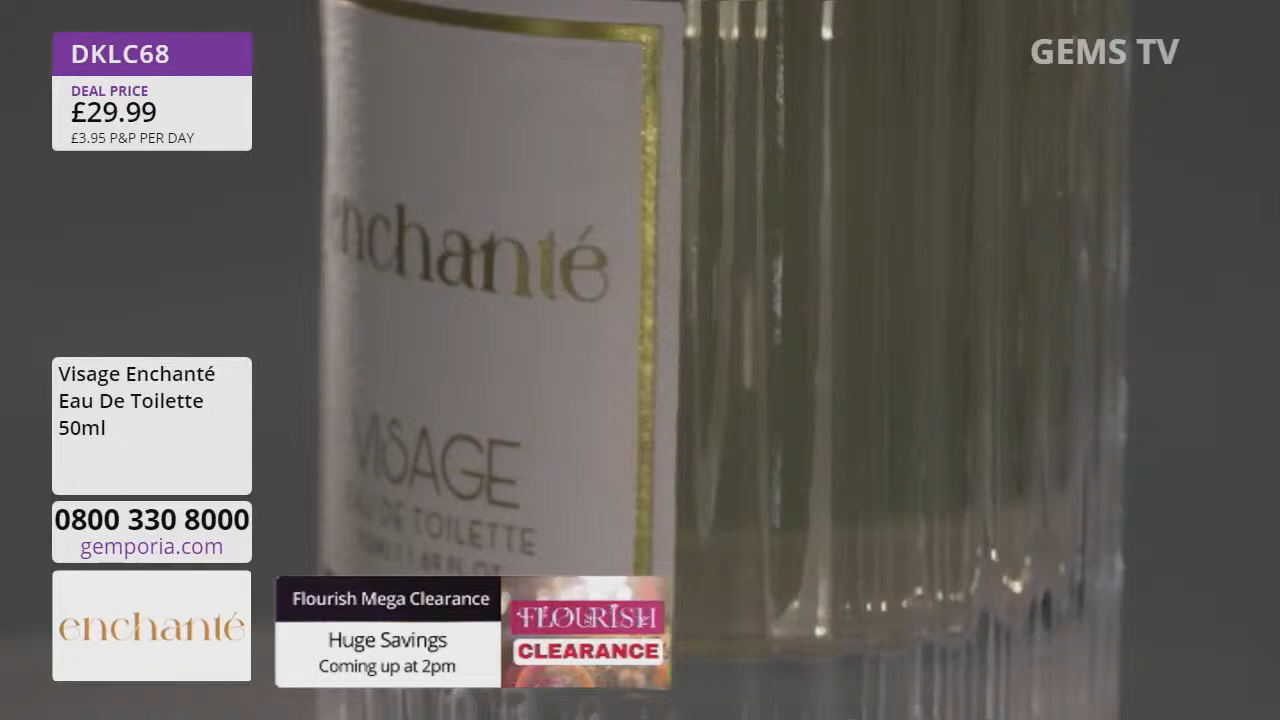 DKLC68
DEAL PRICE
£29.99
£3.95 P&P PER DAY
GEMS TV
enchanté
VISAGE
EAU DE TOILETTE
Visage Enchanté
Eau De Toilette
50ml
0800 330 8000
gemporia.com
enchanté
Flourish Mega Clearance
Huge Savings
Coming up at 2pm
FLOURISH
CLEARANCE